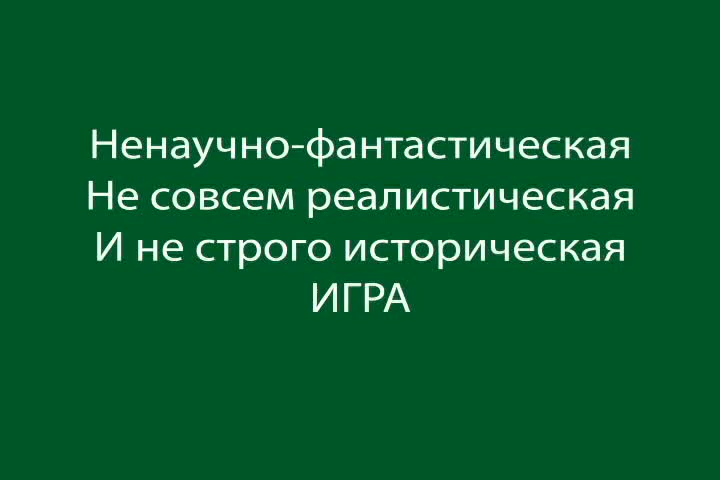 Ненаучно-фантастическая
Не совсем реалистическая
И не строго историческая
ИГРА